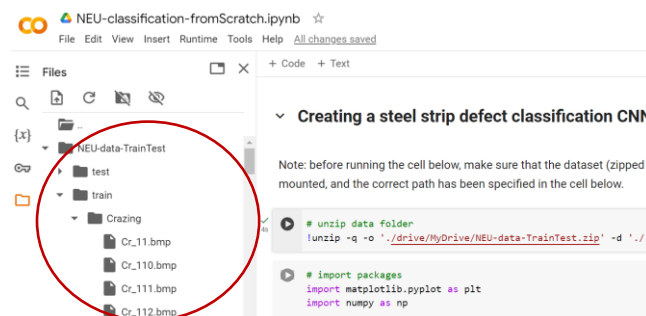 NEU-classification-fromScratch.ipynb
File Edit View Insert Runtime Tools Help All changes saved
Files
+ Code + Text
{x}
..
NEU-data-TrainTest
test
train
Crazing
Cr_11.bmp
Cr_110.bmp
Cr_111.bmp
Cr_112.bmp
Creating a steel strip defect classification CNN
Note: before running the cell below, make sure that the dataset (zipped
mounted, and the correct path has been specified in the cell below.
4s
# unzip data folder
!unzip -q -o './drive/MyDrive/NEU-data-TrainTest.zip' -d './
# import packages
import matplotlib.pyplot as plt
import numpy as np